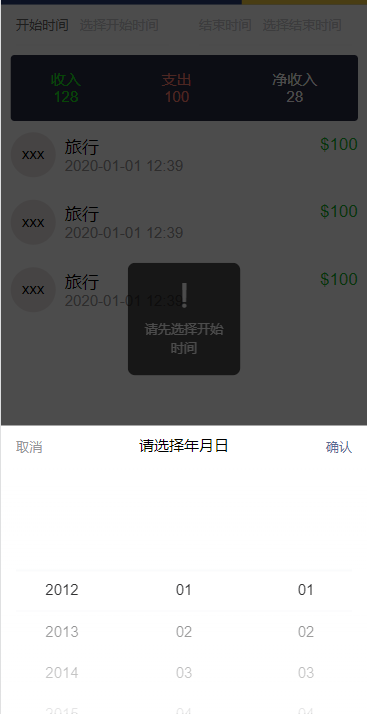 开始时间 选择开始时间 结束时间 选择结束时间
收入 支出 净收入
128 100 28
xxx 旅行 $100
2020-01-01 12:39
xxx 旅行 $100
2020-01-01 12:39
xxx 旅行 $100
2020-01-01 12:39
!
请先选择开始
时间
取消 请选择年月日 确认
2012 01 01
2013 02 02
2014 03 03
2015 04 04